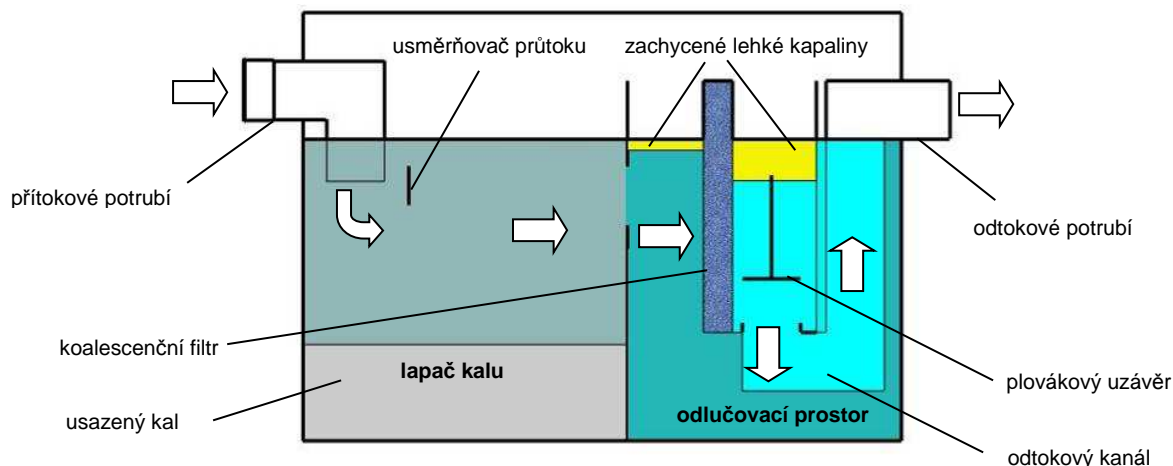 usměrňovač průtoku
zachycené lehké kapaliny
přítokové potrubí
odtokové potrubí
koalescenční filtr
lapač kalu
plovákový uzávěr
usazený kal
odlučovací prostor
odtokový kanál